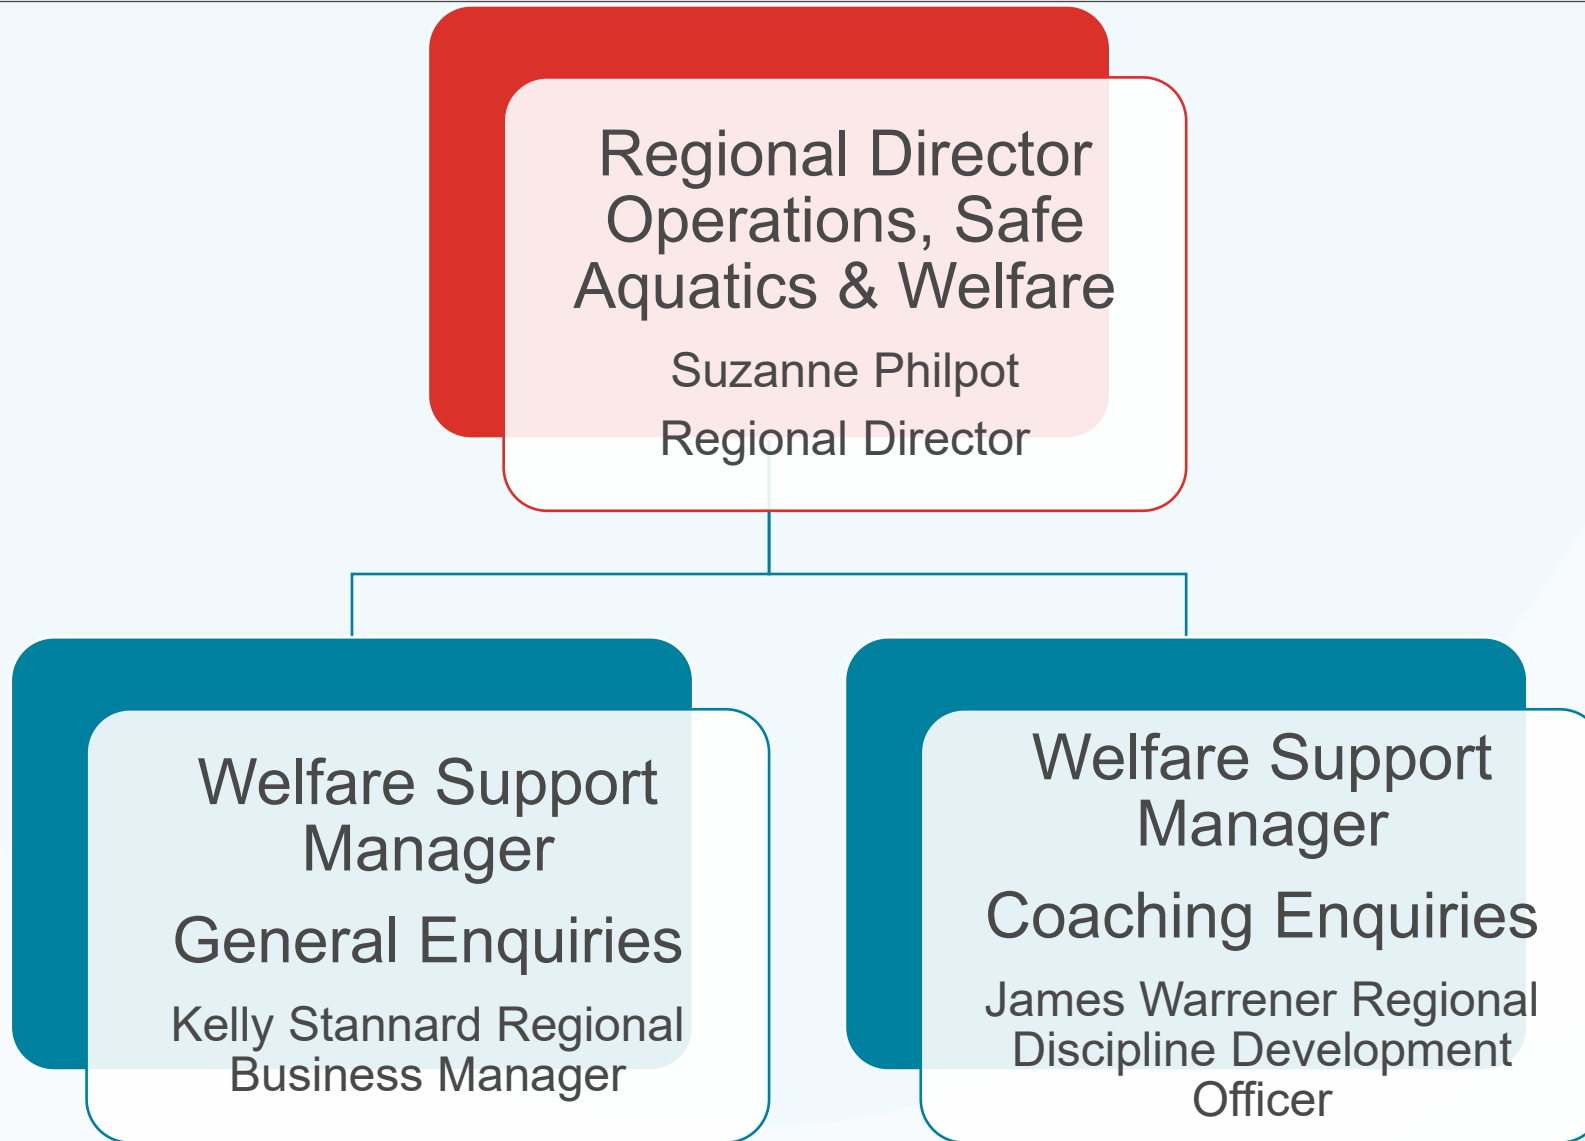 Regional Director
Operations, Safe
Aquatics & Welfare
Suzanne Philpot
Regional Director
Welfare Support
Manager
General Enquiries
Kelly Stannard Regional
Business Manager
Welfare Support
Manager
Coaching Enquiries
James Warrener Regional
Discipline Development
Officer